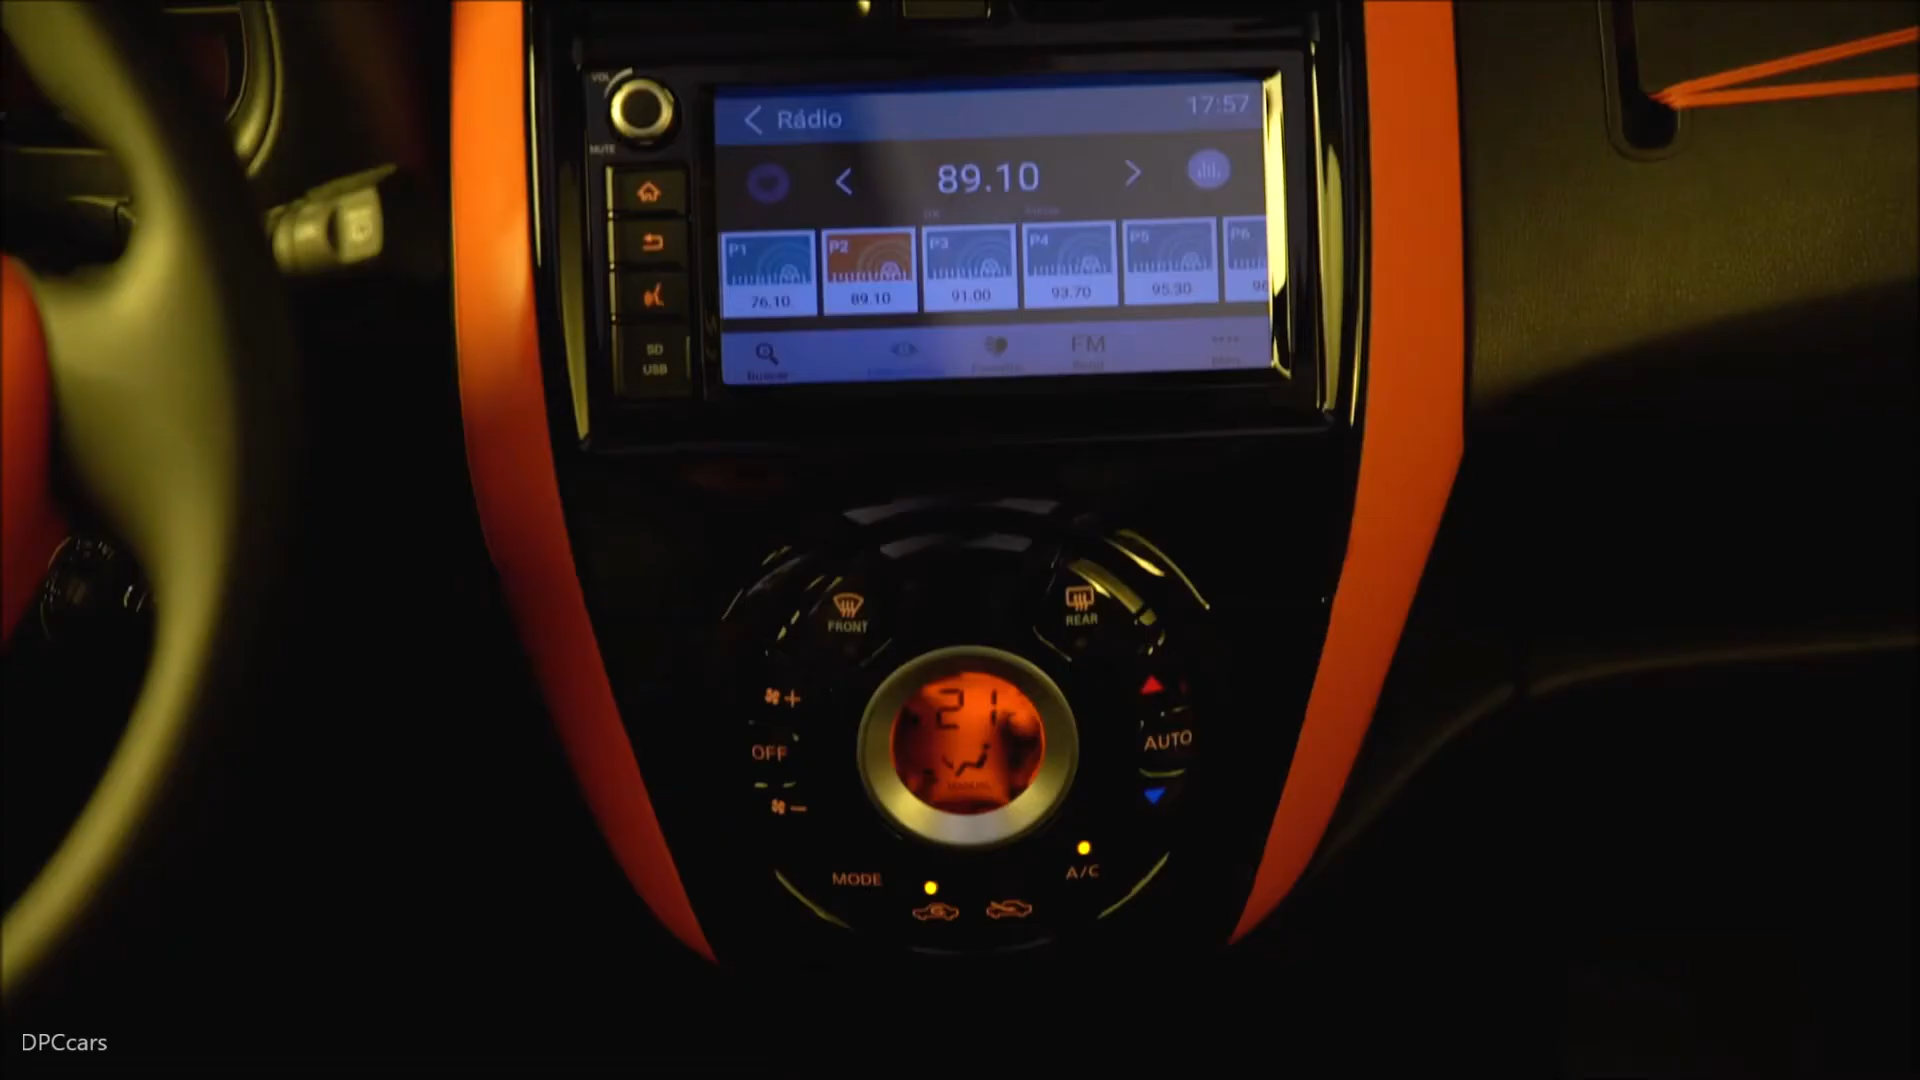 VOL
MUTE
Rádio
17:57
89.10
P1
P2
P3
P4
P5
P6
76.10
89.10
91.00
93.70
95.30
Buscar
FM
SD
USB
FRONT
REAR
21
OFF
AUTO
MODE
A/C
DPCcars